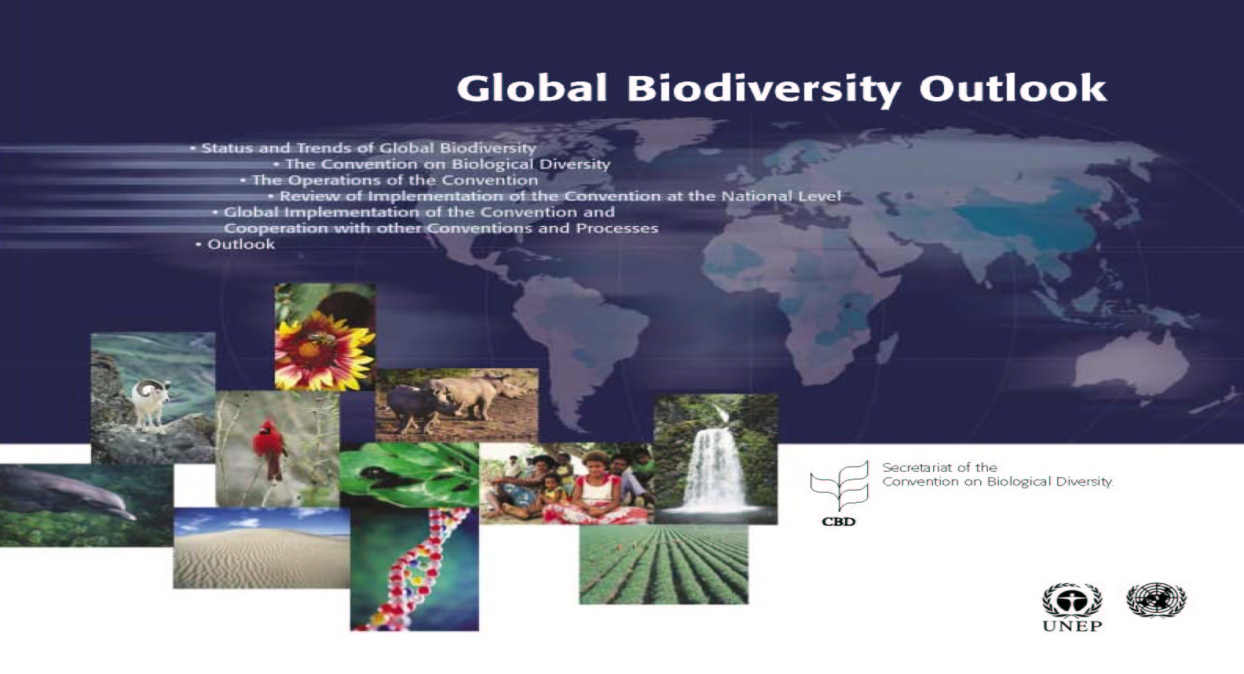 Global Biodiversity Outlook
• Status and Trends of Global Biodiversity
• The Convention on Biological Diversity
• The Operations of the Convention
• Review of Implementation of the Convention at the National Level
• Global Implementation of the Convention and
Cooperation with other Conventions and Processes
• Outlook
Secretariat of the
Convention on Biological Diversity
CBD
UNEP